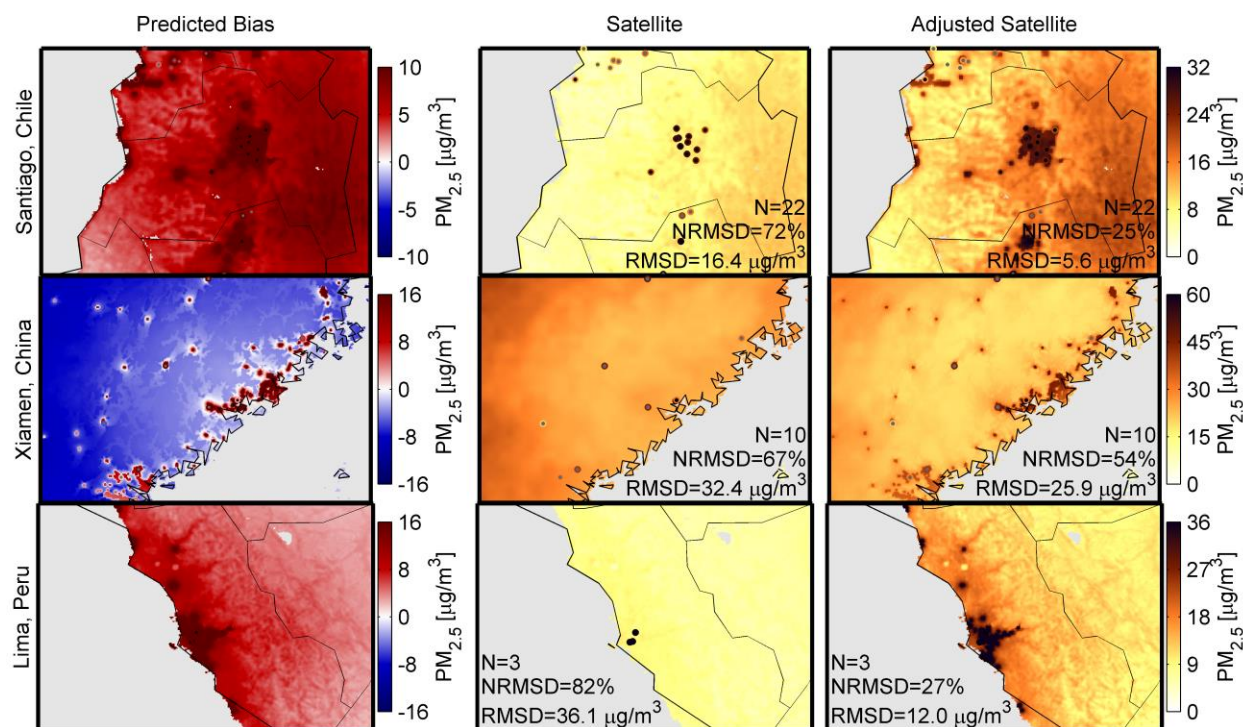 Predicted Bias
Satellite
Adjusted Satellite
Santiago, Chile
10
5
0
-5
-10
PM2.5 [μg/m3]
N=22
NRMSD=72%
RMSD=16.4 μg/m3
N=22
NRMSD=25%
RMSD=5.6 μg/m3
32
24
16
8
0
PM2.5 [μg/m3]
Xiamen, China
16
8
0
-8
-16
PM2.5 [μg/m3]
N=10
NRMSD=67%
RMSD=32.4 μg/m3
N=10
NRMSD=54%
RMSD=25.9 μg/m3
60
45
30
15
0
PM2.5 [μg/m3]
Lima, Peru
16
8
0
-8
-16
PM2.5 [μg/m3]
N=3
NRMSD=82%
RMSD=36.1 μg/m3
N=3
NRMSD=27%
RMSD=12.0 μg/m3
36
27
18
9
0
PM2.5 [μg/m3]